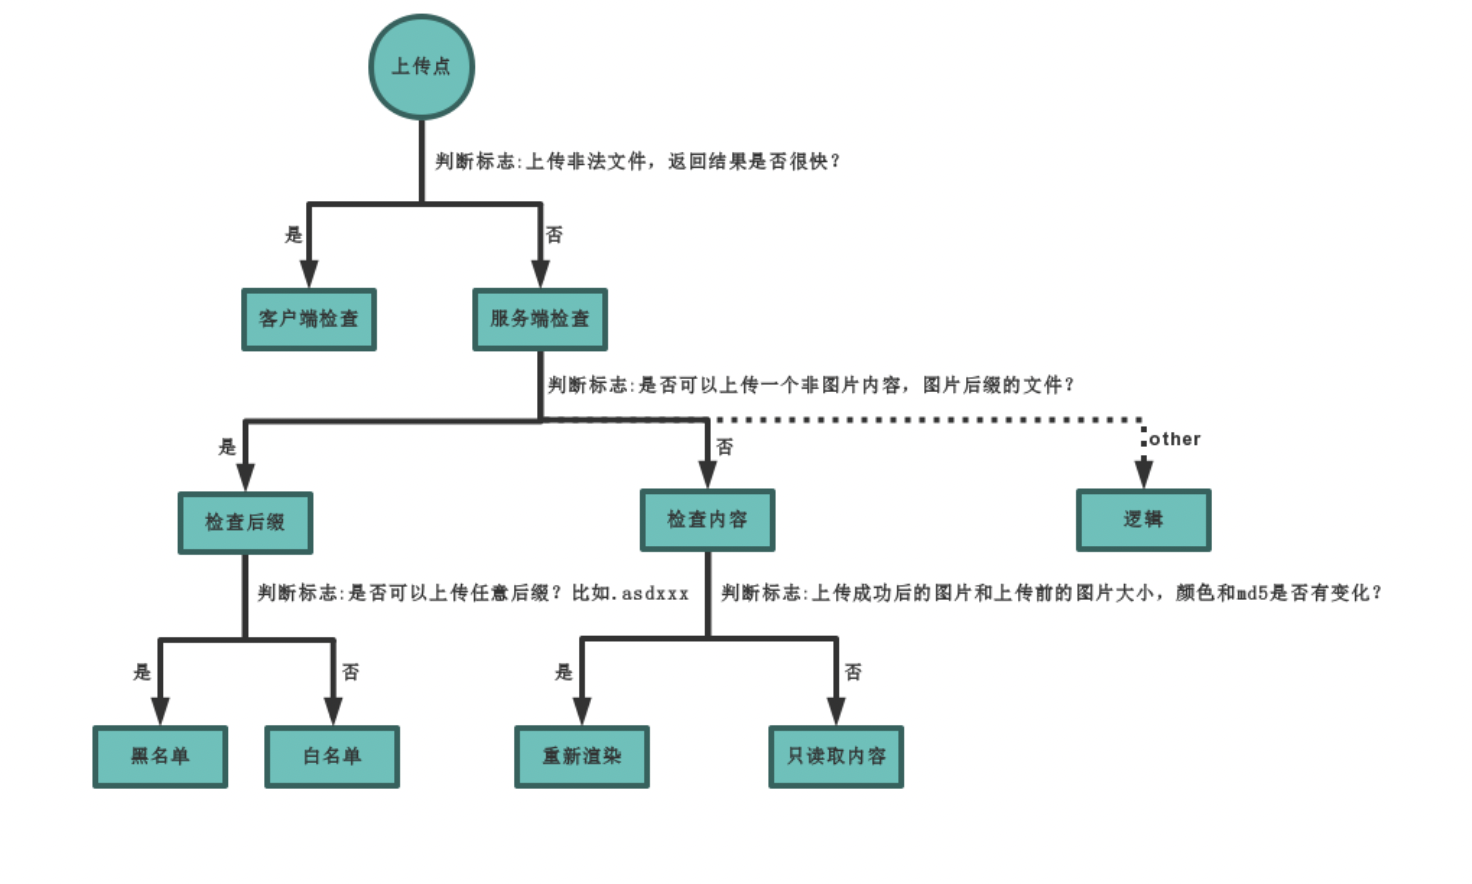 上传点
判断标志:上传非法文件，返回结果是否很快？
是
否
客户端检查
服务端检查
判断标志:是否可以上传一个非图片内容，图片后缀的文件？
是
否
other
检查后缀
检查内容
逻辑
判断标志:是否可以上传任意后缀？比如.asdxxx
判断标志:上传成功后的图片和上传前的图片大小，颜色和md5是否有变化？
是
否
是
否
黑名单
白名单
重新渲染
只读取内容